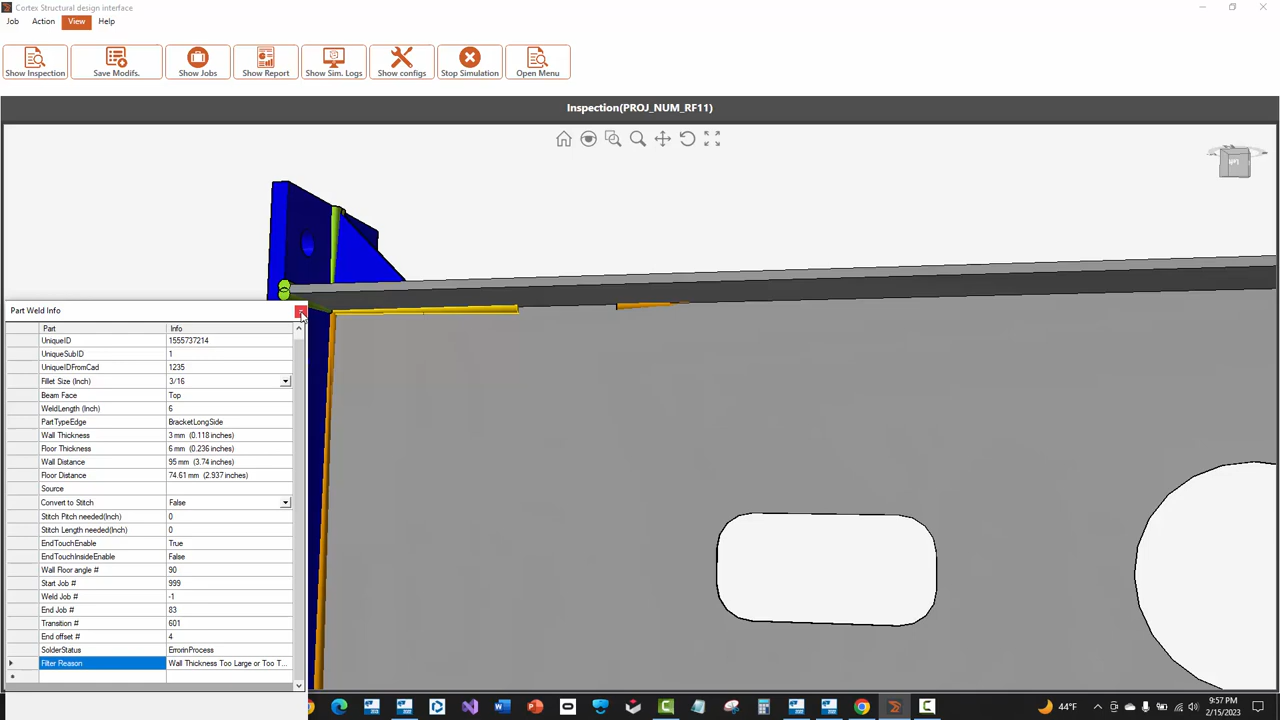 Cortex Structural design interface
Job Action View Help
Show Inspection Save Modifs. Show Jobs Show Report Show Sim. Logs Show configs Stop Simulation Open Menu
Inspection(PROJ_NUM_RF11)
Part Weld Info
Part Info
UniqueID 1555737214
UniqueSubID 1
UniqueIDFromCad 1235
Fillet Size (Inch) 3/16
Beam Face Top
WeldLength (Inch) 6
PartTypeEdge BracketLongSide
Wall Thickness 3 mm (0.118 inches)
Floor Thickness 6 mm (0.236 inches)
Wall Distance 95 mm (3.74 inches)
Floor Distance 74.61 mm (2.937 inches)
Source
Convert to Stitch False
Stitch Pitch needed(Inch) 0
Stitch Length needed(Inch) 0
EndTouchEnable True
EndTouchInsideEnable False
Wall Floor angle # 90
Start Job # 999
Weld Job # -1
End Job # 83
Transition # 601
End offset # 4
SolderStatus ErrorinProcess
Filter Reason Wall Thickness Too Large or Too T...
44°F
9:57 PM
2/15/2023